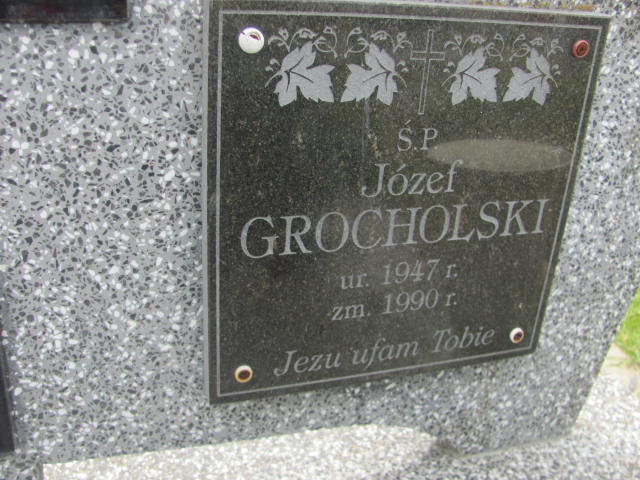 Ś.P
Józef
GROCHOLSKI
ur. 1947 r.
zm. 1990 r.
Jezu ufam Tobie